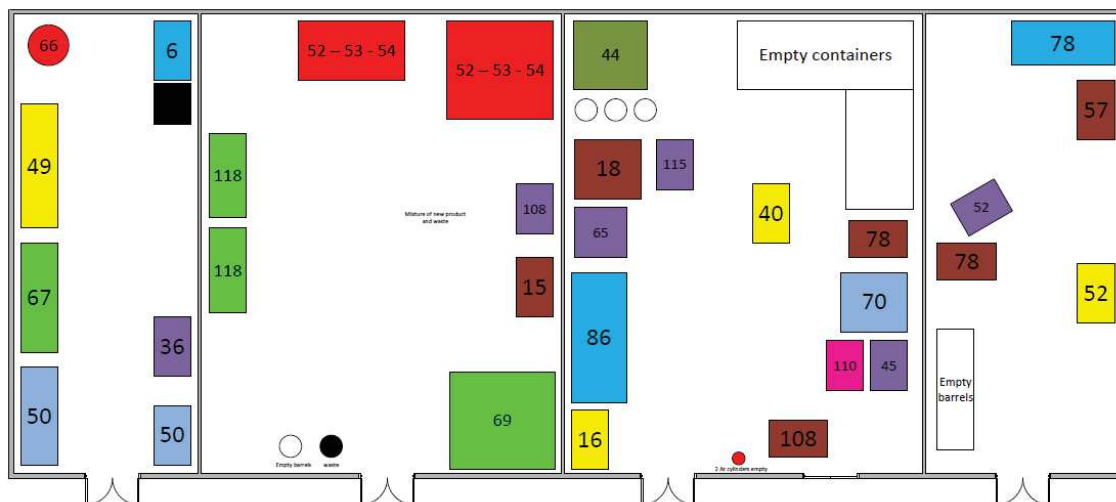 66
6
49
67
36
50
50
52 – 53 - 54
52 – 53 - 54
118
118
108
Mixture of new product
and waste
15
69
Empty barrels
waste
44
Empty containers
18
115
65
40
78
86
70
110
45
16
108
2 Ar cylinders empty
78
57
52
78
52
Empty
barrels